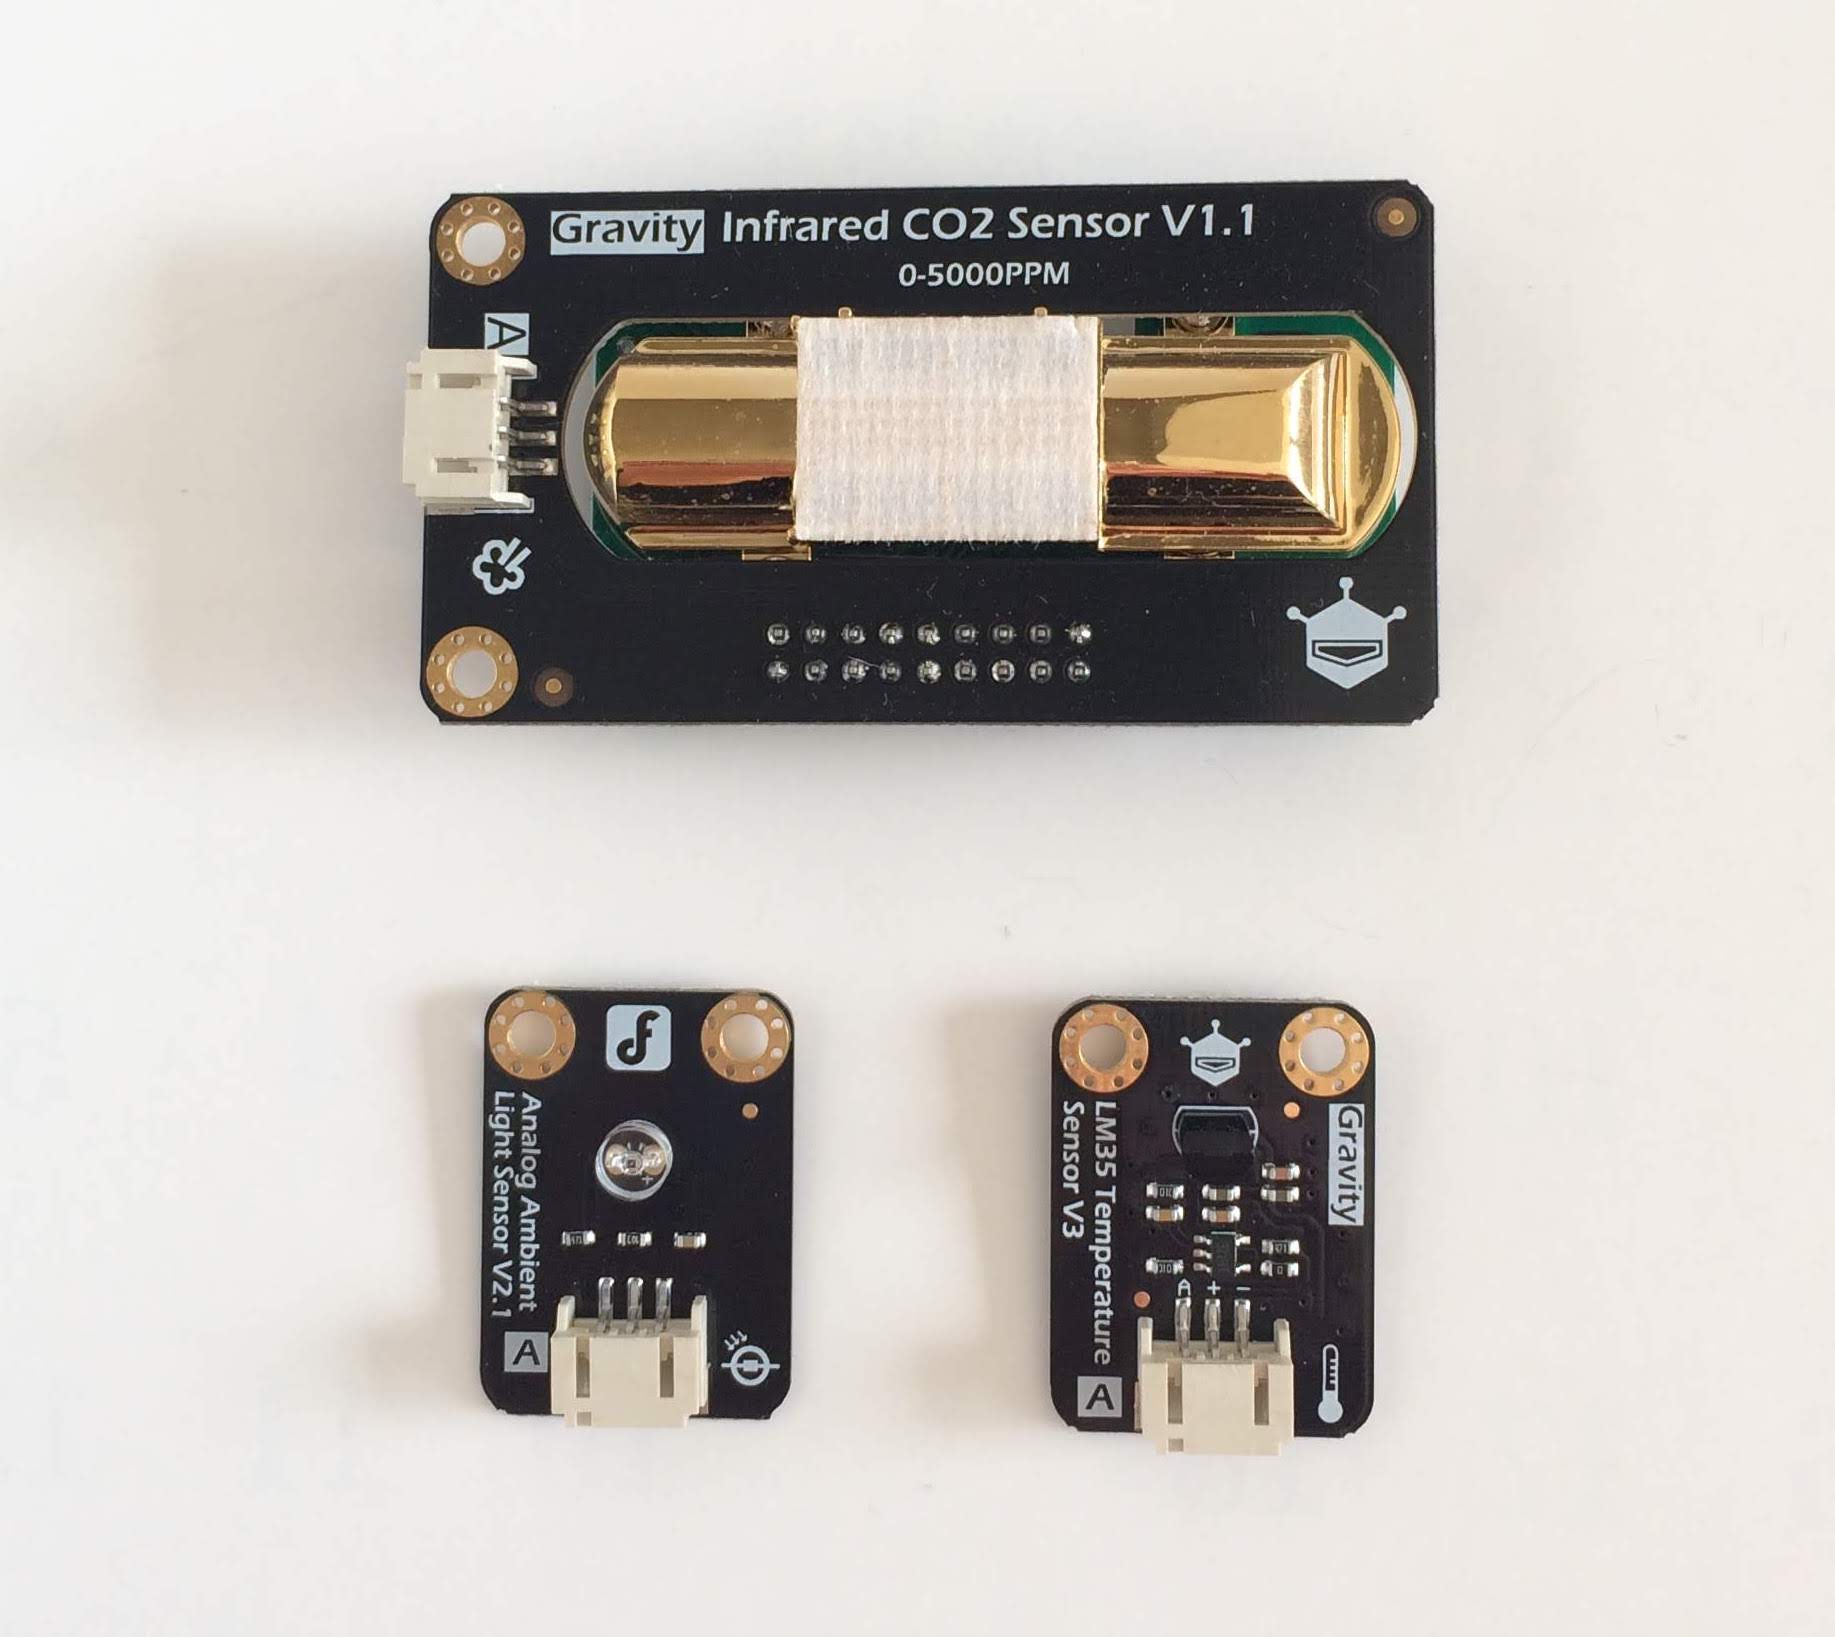 Gravity Infrared CO2 Sensor V1.1
0-5000PPM
A
Analog Ambient
Light Sensor V2.1
A
LM35 Temperature
Sensor V3
Gravity
A + -
A